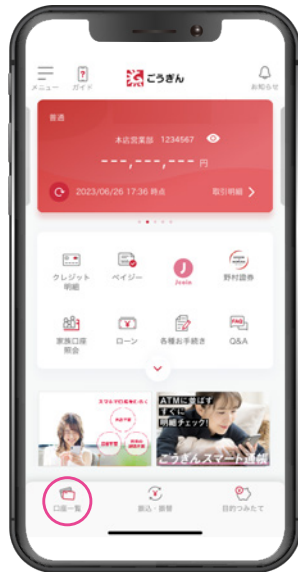 ごうぎん
メニュー ガイド お知らせ
普通
本店営業部 1234567
---,---,--- 円
2023/06/26 17:36 時点 取引明細
クレジット明細 ペイジー J Jooto 野村證券
家族口座照会 ローン 各種お手続き FAQ Q&A
ATMに並ばず
すぐに
明細チェック!
ごうぎんスマート通帳
口座一覧 振込・振替 目的つみたて